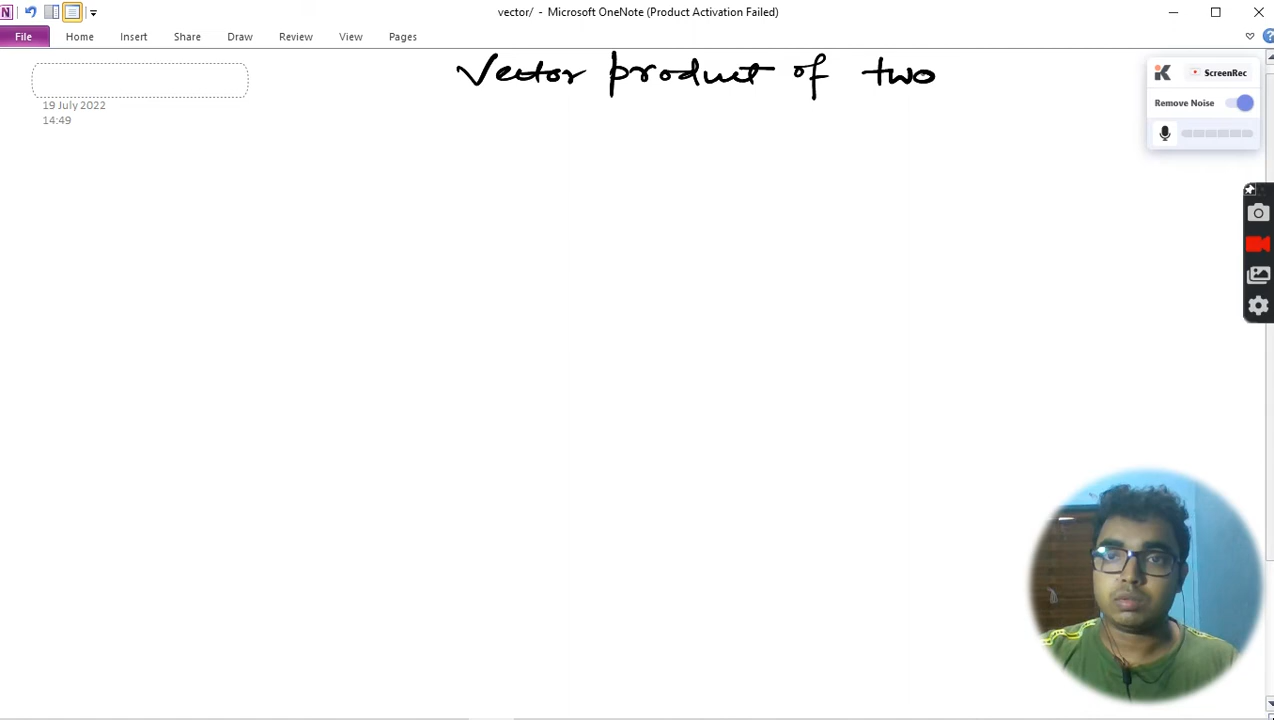 vector/ - Microsoft OneNote (Product Activation Failed)
File Home Insert Share Draw Review View Pages
Vector product of two
ScreenRec
19 July 2022
14:49
Remove Noise